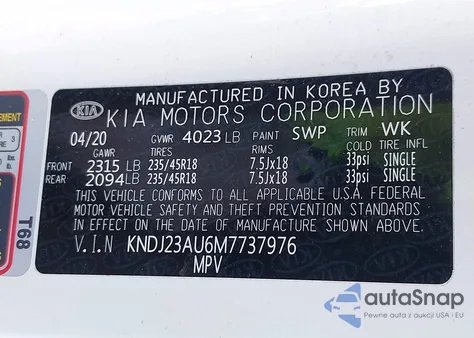 MANUFACTURED IN KOREA BY
KIA KIA MOTORS CORPORATION
04/20 GVWR 4023 LB PAINT SWP TRIM WK
GAWR TIRES RIMS COLD TIRE INFL
FRONT 2315 LB 235/45R18 7.5Jx18 33psi SINGLE
REAR 2094 LB 235/45R18 7.5Jx18 33psi SINGLE
THIS VEHICLE CONFORMS TO ALL APPLICABLE U.S.A. FEDERAL
MOTOR VEHICLE SAFETY AND THEFT PREVENTION STANDARDS
IN EFFECT ON THE DATE OF MANUFACTURE SHOWN ABOVE.
V.I.N KNDJ23AU6M7737976
MPV
T68
autoSnap
Pewne auta z aukcji USA - EU